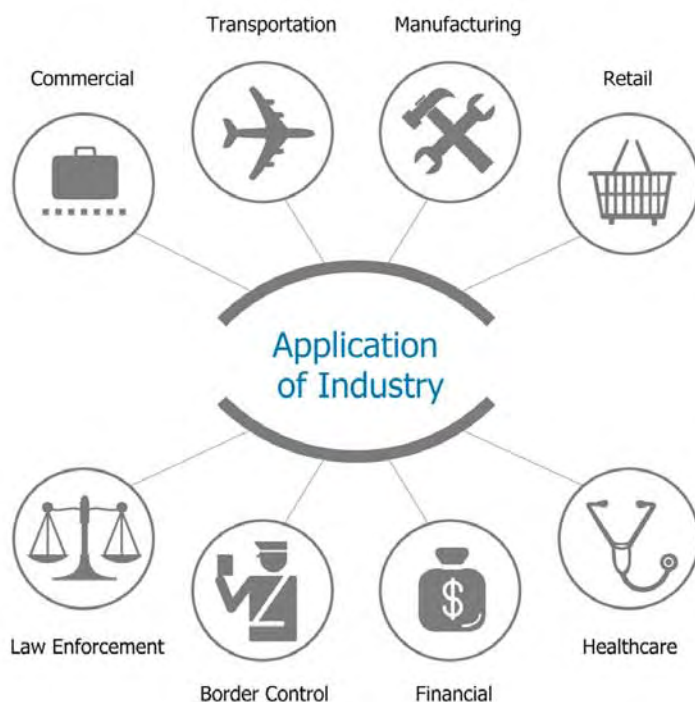 Transportation
Manufacturing
Commercial
Retail
Application
of Industry
$
Law Enforcement
Healthcare
Border Control
Financial